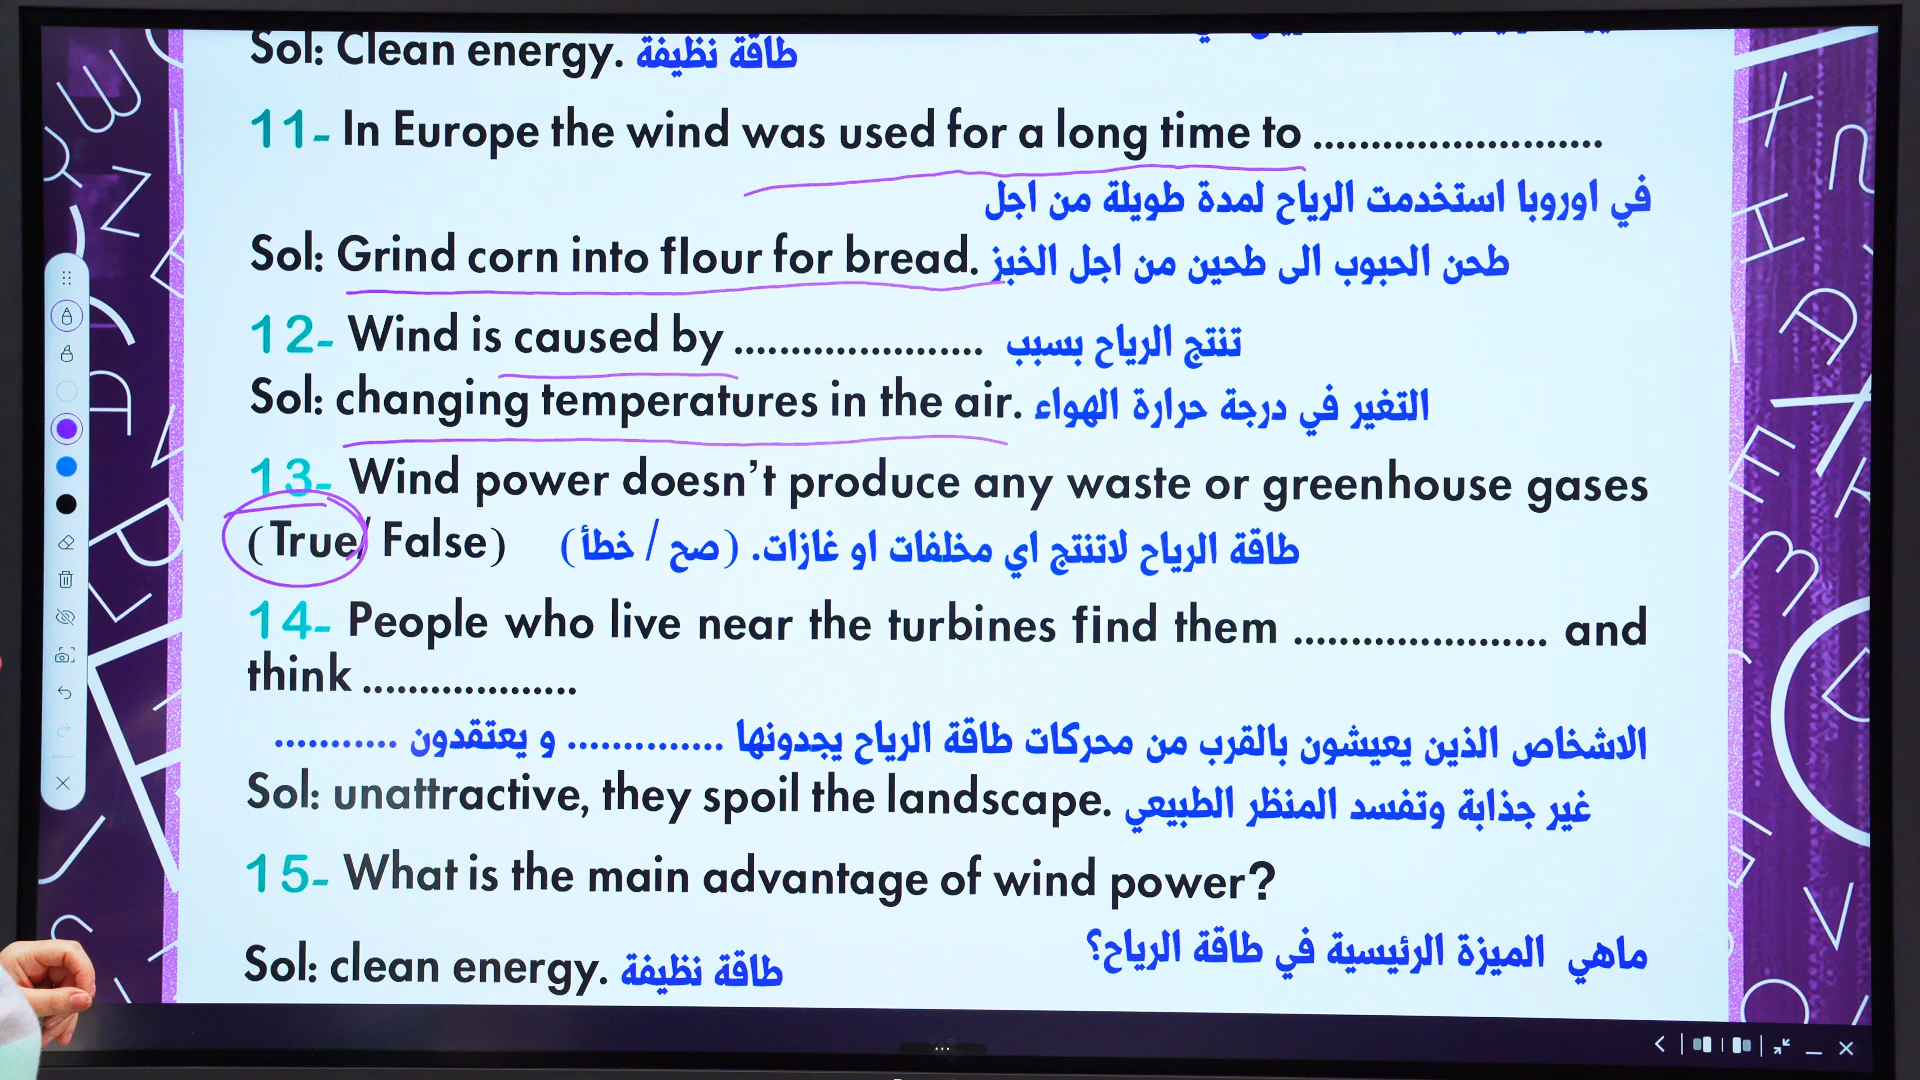 Sol: Clean energy. طاقة نظيفة
11- In Europe the wind was used for a long time to .........................
في اوروبا استخدمت الرياح لمدة طويلة من اجل
Sol: Grind corn into flour for bread. طحن الحبوب الى طحين من اجل الخبز
12- Wind is caused by ...................... تنتج الرياح بسبب
Sol: changing temperatures in the air. التغير في درجة حرارة الهواء
13- Wind power doesn't produce any waste or greenhouse gases
(True/ False) طاقة الرياح لاتنتج اي مخلفات او غازات. (صح / خطأ)
14- People who live near the turbines find them ...................... and
think ...................
الاشخاص الذين يعيشون بالقرب من محركات طاقة الرياح يجدونها .............. و يعتقدون ...........
Sol: unattractive, they spoil the landscape. غير جذابة وتفسد المنظر الطبيعي
15- What is the main advantage of wind power?
ماهي الميزة الرئيسية في طاقة الرياح؟
Sol: clean energy. طاقة نظيفة